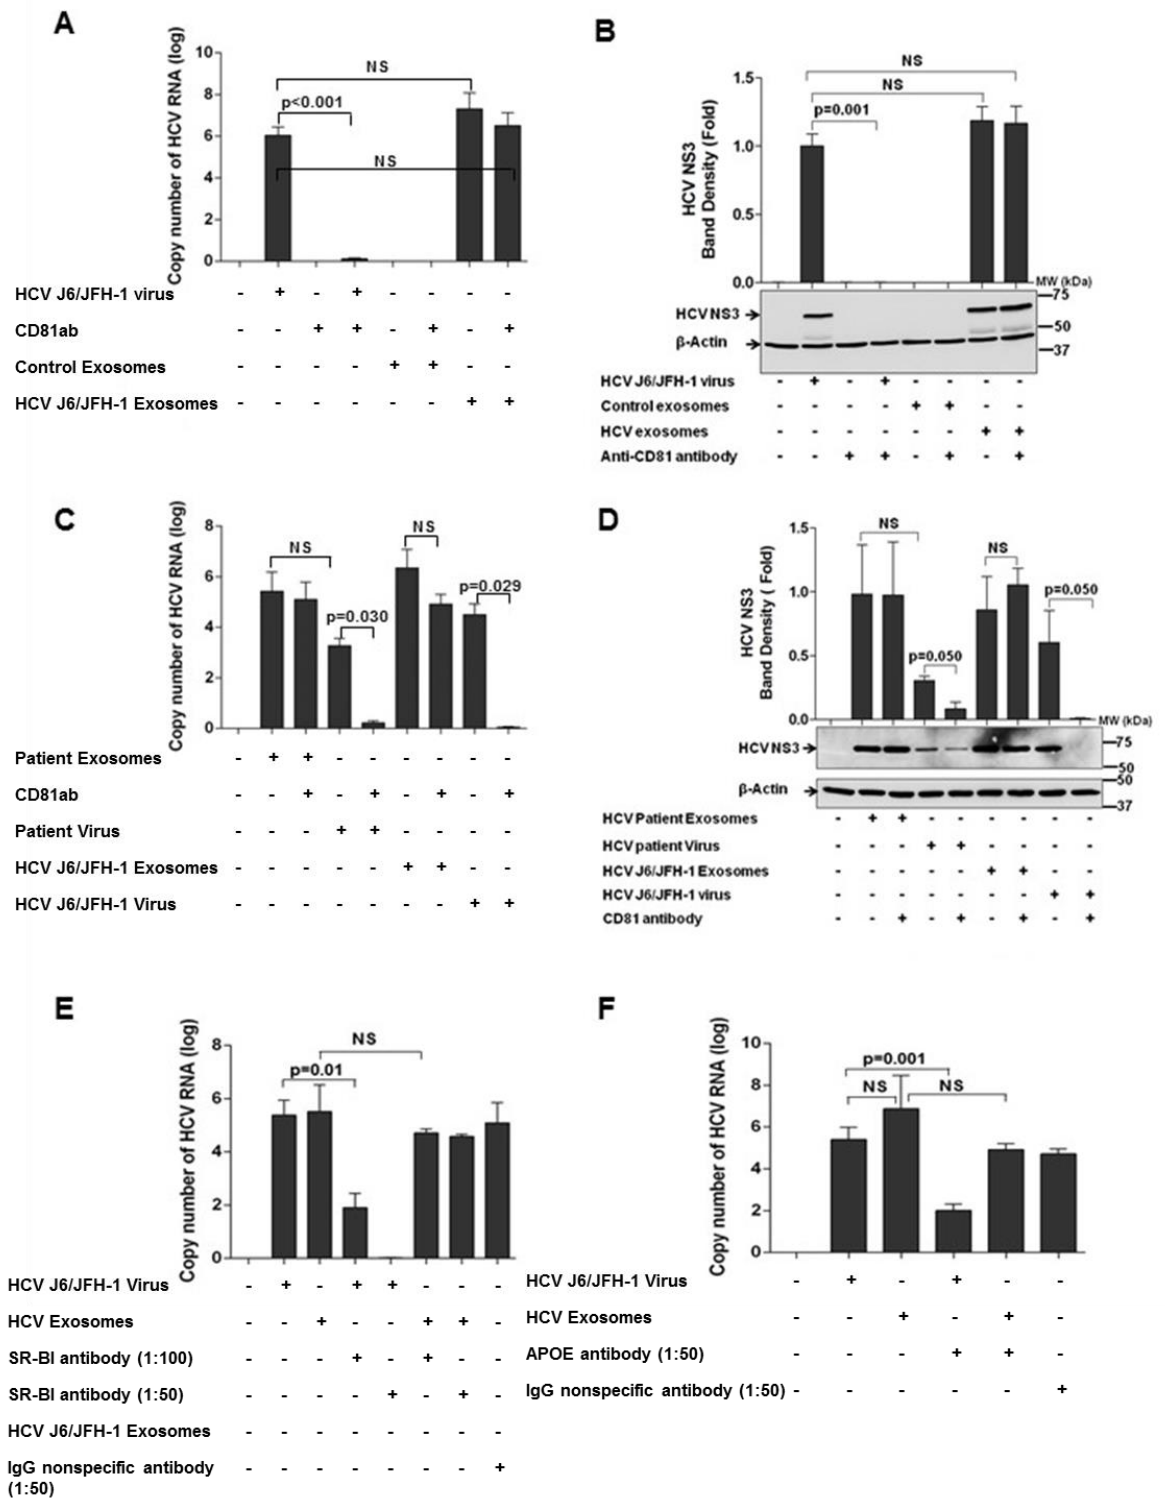 A
Copy number of HCV RNA (log)
10
8
6
4
2
0
NS
p<0.001
NS
HCV J6/JFH-1 virus - + - + - - - -
CD81ab - - + + - + - +
Control Exosomes - - - - + + - -
HCV J6/JFH-1 Exosomes - - - - - - + +
B
HCV NS3
Band Density (Fold)
1.5
1.0
0.5
0.0
NS
NS
p=0.001
MW (kDa)
75
50
37
HCV NS3
β-Actin
HCV J6/JFH-1 virus - + - + - - - -
Control exosomes - - - - + + - -
HCV exosomes - - - - - - + +
Anti-CD81 antibody - - + + - + - +
C
Copy number of HCV RNA (log)
8
6
4
2
0
NS
p=0.030
NS
p=0.029
Patient Exosomes - + + - - - - - -
CD81ab - - + - + - + - +
Patient Virus - - - + + - - - -
HCV J6/JFH-1 Exosomes - - - - - + + - -
HCV J6/JFH-1 Virus - - - - - - - + +
D
HCV NS3
Band Density ( Fold)
1.5
1.0
0.5
0.0
NS
p=0.050
NS
p=0.050
MW (kDa)
HCV NS3
75
50
β-Actin
50
37
HCV Patient Exosomes - + + - - - - - -
HCV patient Virus - - - + + - - - -
HCV J6/JFH-1 Exosomes - - - - - + + - -
HCV J6/JFH-1 virus - - - - - - - + +
CD81 antibody - - + - + - + - +
E
Copy number of HCV RNA (log)
8
6
4
2
0
NS
p=0.01
HCV J6/JFH-1 Virus - + - + + - - -
HCV Exosomes - - + - - + + -
SR-BI antibody (1:100) - - - + - + - -
SR-BI antibody (1:50) - - - - + - + -
HCV J6/JFH-1 Exosomes - - - - - - - -
IgG nonspecific antibody - - - - - - - +
(1:50)
F
Copy number of HCV RNA (log)
10
8
6
4
2
0
p=0.001
NS
NS
HCV J6/JFH-1 Virus - + - + - -
HCV Exosomes - - + - + -
APOE antibody (1:50) - - - + + -
IgG nonspecific antibody (1:50) - - - - - +